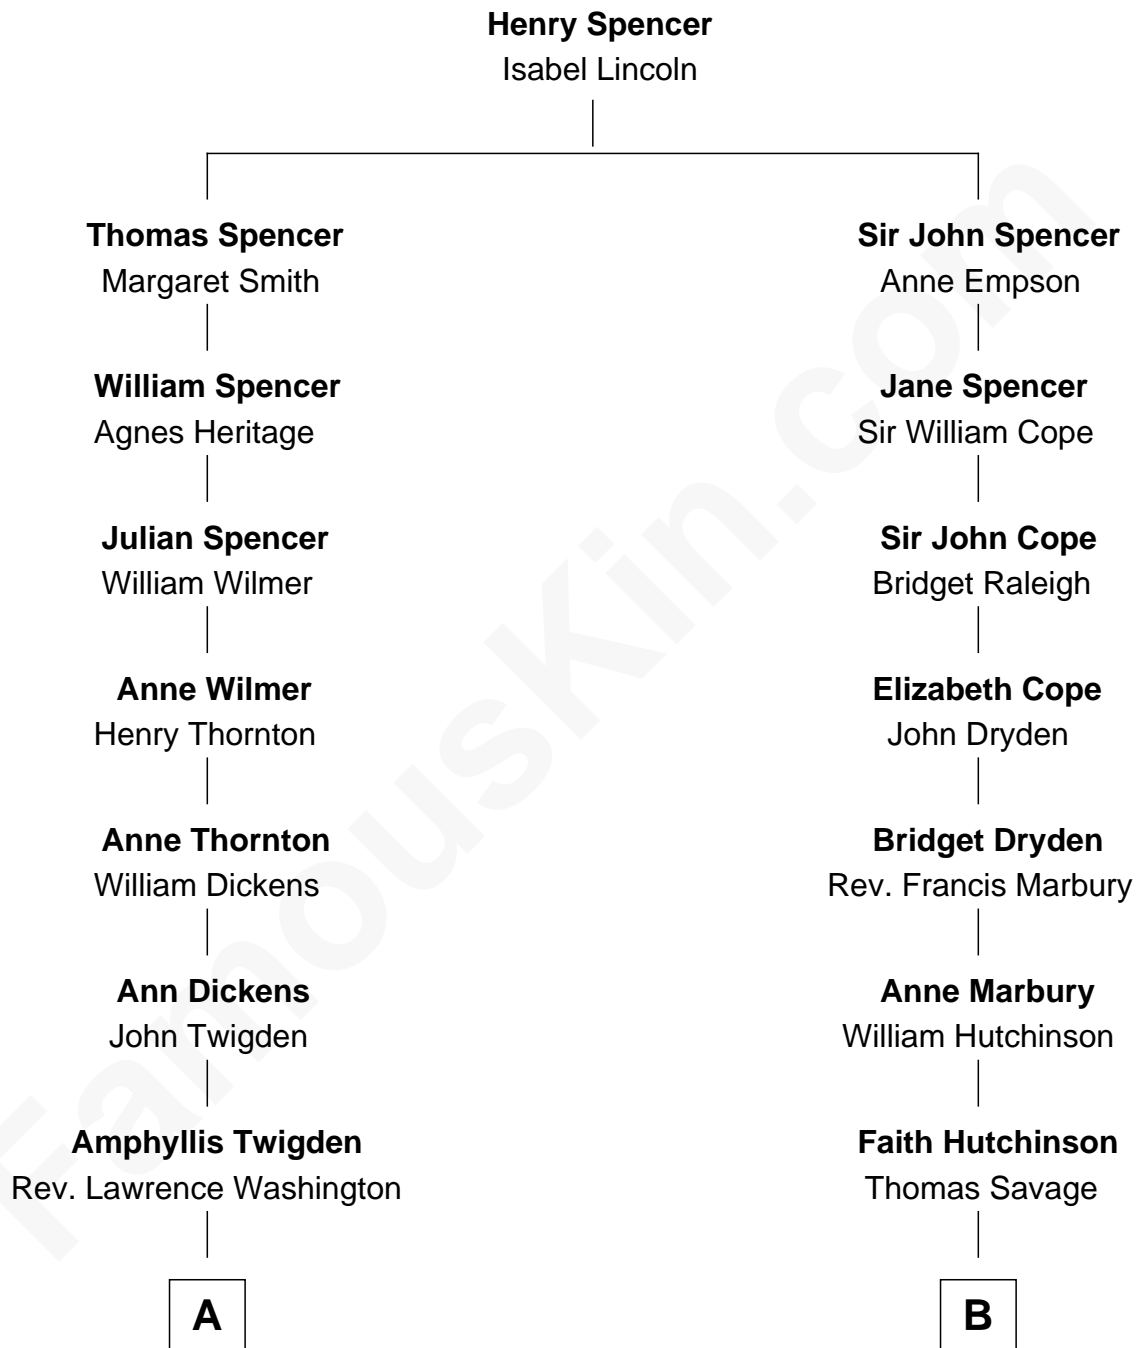 Henry Spencer
Isabel Lincoln
Thomas Spencer
Margaret Smith
William Spencer
Agnes Heritage
Julian Spencer
William Wilmer
Anne Wilmer
Henry Thornton
Anne Thornton
William Dickens
Ann Dickens
John Twigden
Amphyllis Twigden
Rev. Lawrence Washington
A
Sir John Spencer
Anne Empson
Jane Spencer
Sir William Cope
Sir John Cope
Bridget Raleigh
Elizabeth Cope
John Dryden
Bridget Dryden
Rev. Francis Marbury
Anne Marbury
William Hutchinson
Faith Hutchinson
Thomas Savage
B
FamousKin.com